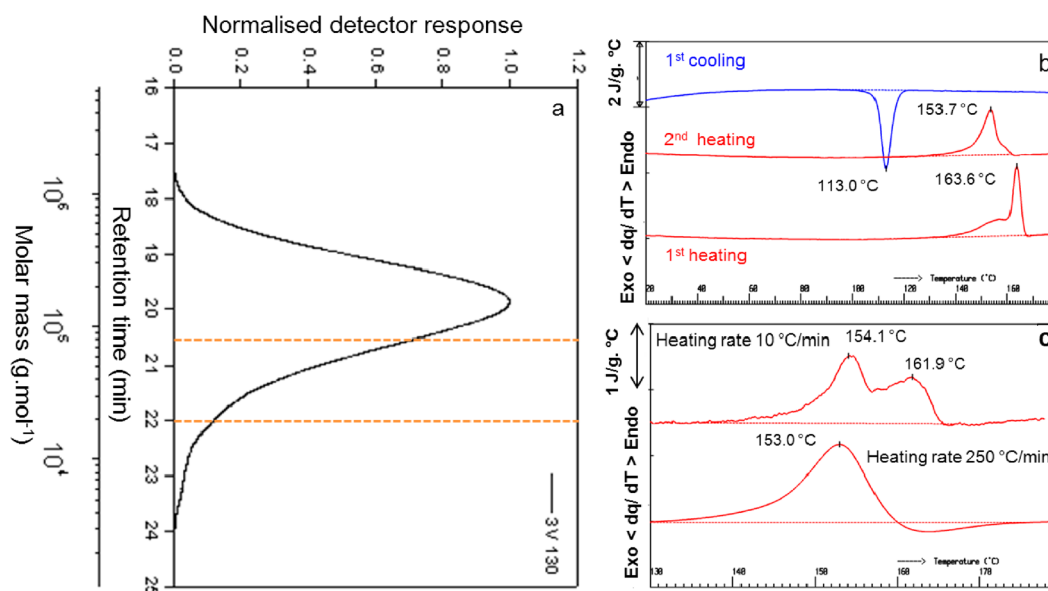 Normalised detector response
0.0 0.2 0.4 0.6 0.8 1.0 1.2
a
16
17
18
19
20
21
22
23
24
25
Retention time (min)
10⁶
10⁵
10⁴
Molar mass (g.mol⁻¹)
3V 130
b
2 J/g. °C
Exo < dq/ dT > Endo
1st cooling
153.7 °C
2nd heating
113.0 °C
163.6 °C
1st heating
Temperature (°C)
20 40 60 80 100 120 140 160
c
1 J/g. °C
Exo < dq/ dT > Endo
Heating rate 10 °C/min
154.1 °C
161.9 °C
153.0 °C
Heating rate 250 °C/min
Temperature (°C)
130 140 150 160 170